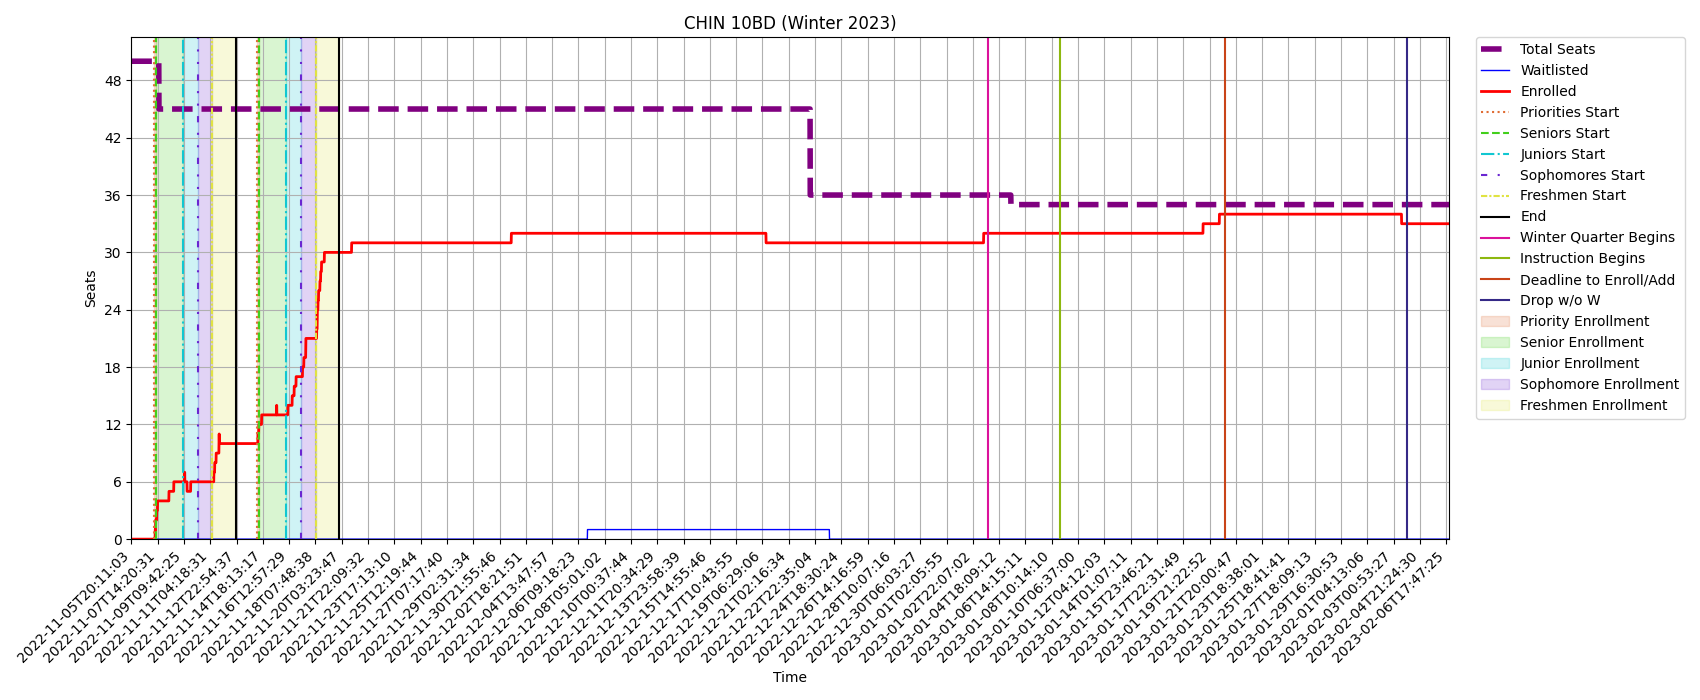 CHIN 10BD (Winter 2023)
Seats
48
42
36
30
24
18
12
6
0
2022-11-05T20:11:03
2022-11-07T14:20:31
2022-11-09T09:42:25
2022-11-11T04:18:31
2022-11-12T22:54:37
2022-11-14T18:13:17
2022-11-16T12:57:29
2022-11-18T07:48:38
2022-11-20T03:23:47
2022-11-21T22:09:32
2022-11-23T17:13:10
2022-11-25T12:19:44
2022-11-27T07:17:40
2022-11-29T02:31:34
2022-11-30T21:55:46
2022-12-02T18:21:51
2022-12-04T13:47:57
2022-12-06T09:18:23
2022-12-08T05:01:02
2022-12-10T00:37:44
2022-12-11T20:34:29
2022-12-13T23:58:39
2022-12-15T14:55:46
2022-12-17T10:43:55
2022-12-19T06:29:06
2022-12-21T02:16:34
2022-12-22T22:35:04
2022-12-24T18:30:24
2022-12-26T14:16:59
2022-12-28T10:07:16
2022-12-30T06:03:27
2023-01-01T02:05:55
2023-01-02T22:07:02
2023-01-04T18:09:12
2023-01-06T14:15:11
2023-01-08T10:14:10
2023-01-10T06:37:00
2023-01-12T04:12:03
2023-01-14T01:07:11
2023-01-15T23:46:21
2023-01-17T22:31:49
2023-01-19T21:22:52
2023-01-21T20:00:47
2023-01-23T18:38:01
2023-01-25T18:41:41
2023-01-27T18:09:13
2023-01-29T16:30:53
2023-02-01T04:13:06
2023-02-03T00:53:27
2023-02-04T21:24:30
2023-02-06T17:47:25
Time
Total Seats
Waitlisted
Enrolled
Priorities Start
Seniors Start
Juniors Start
Sophomores Start
Freshmen Start
End
Winter Quarter Begins
Instruction Begins
Deadline to Enroll/Add
Drop w/o W
Priority Enrollment
Senior Enrollment
Junior Enrollment
Sophomore Enrollment
Freshmen Enrollment